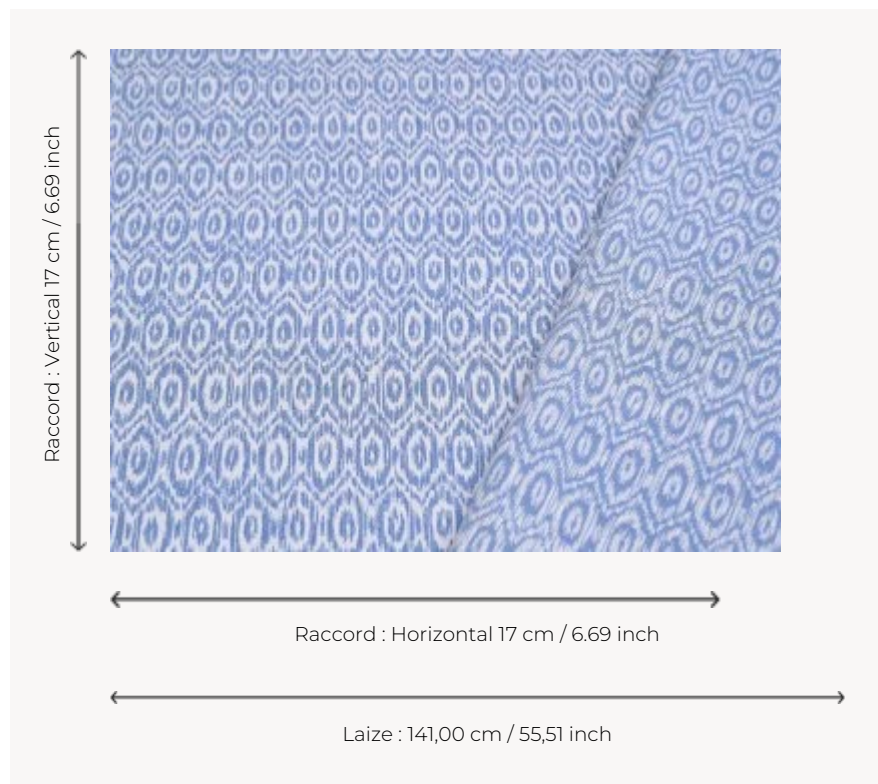 Raccord : Vertical 17 cm / 6.69 inch
Raccord : Horizontal 17 cm / 6.69 inch
Laize : 141,00 cm / 55,51 inch